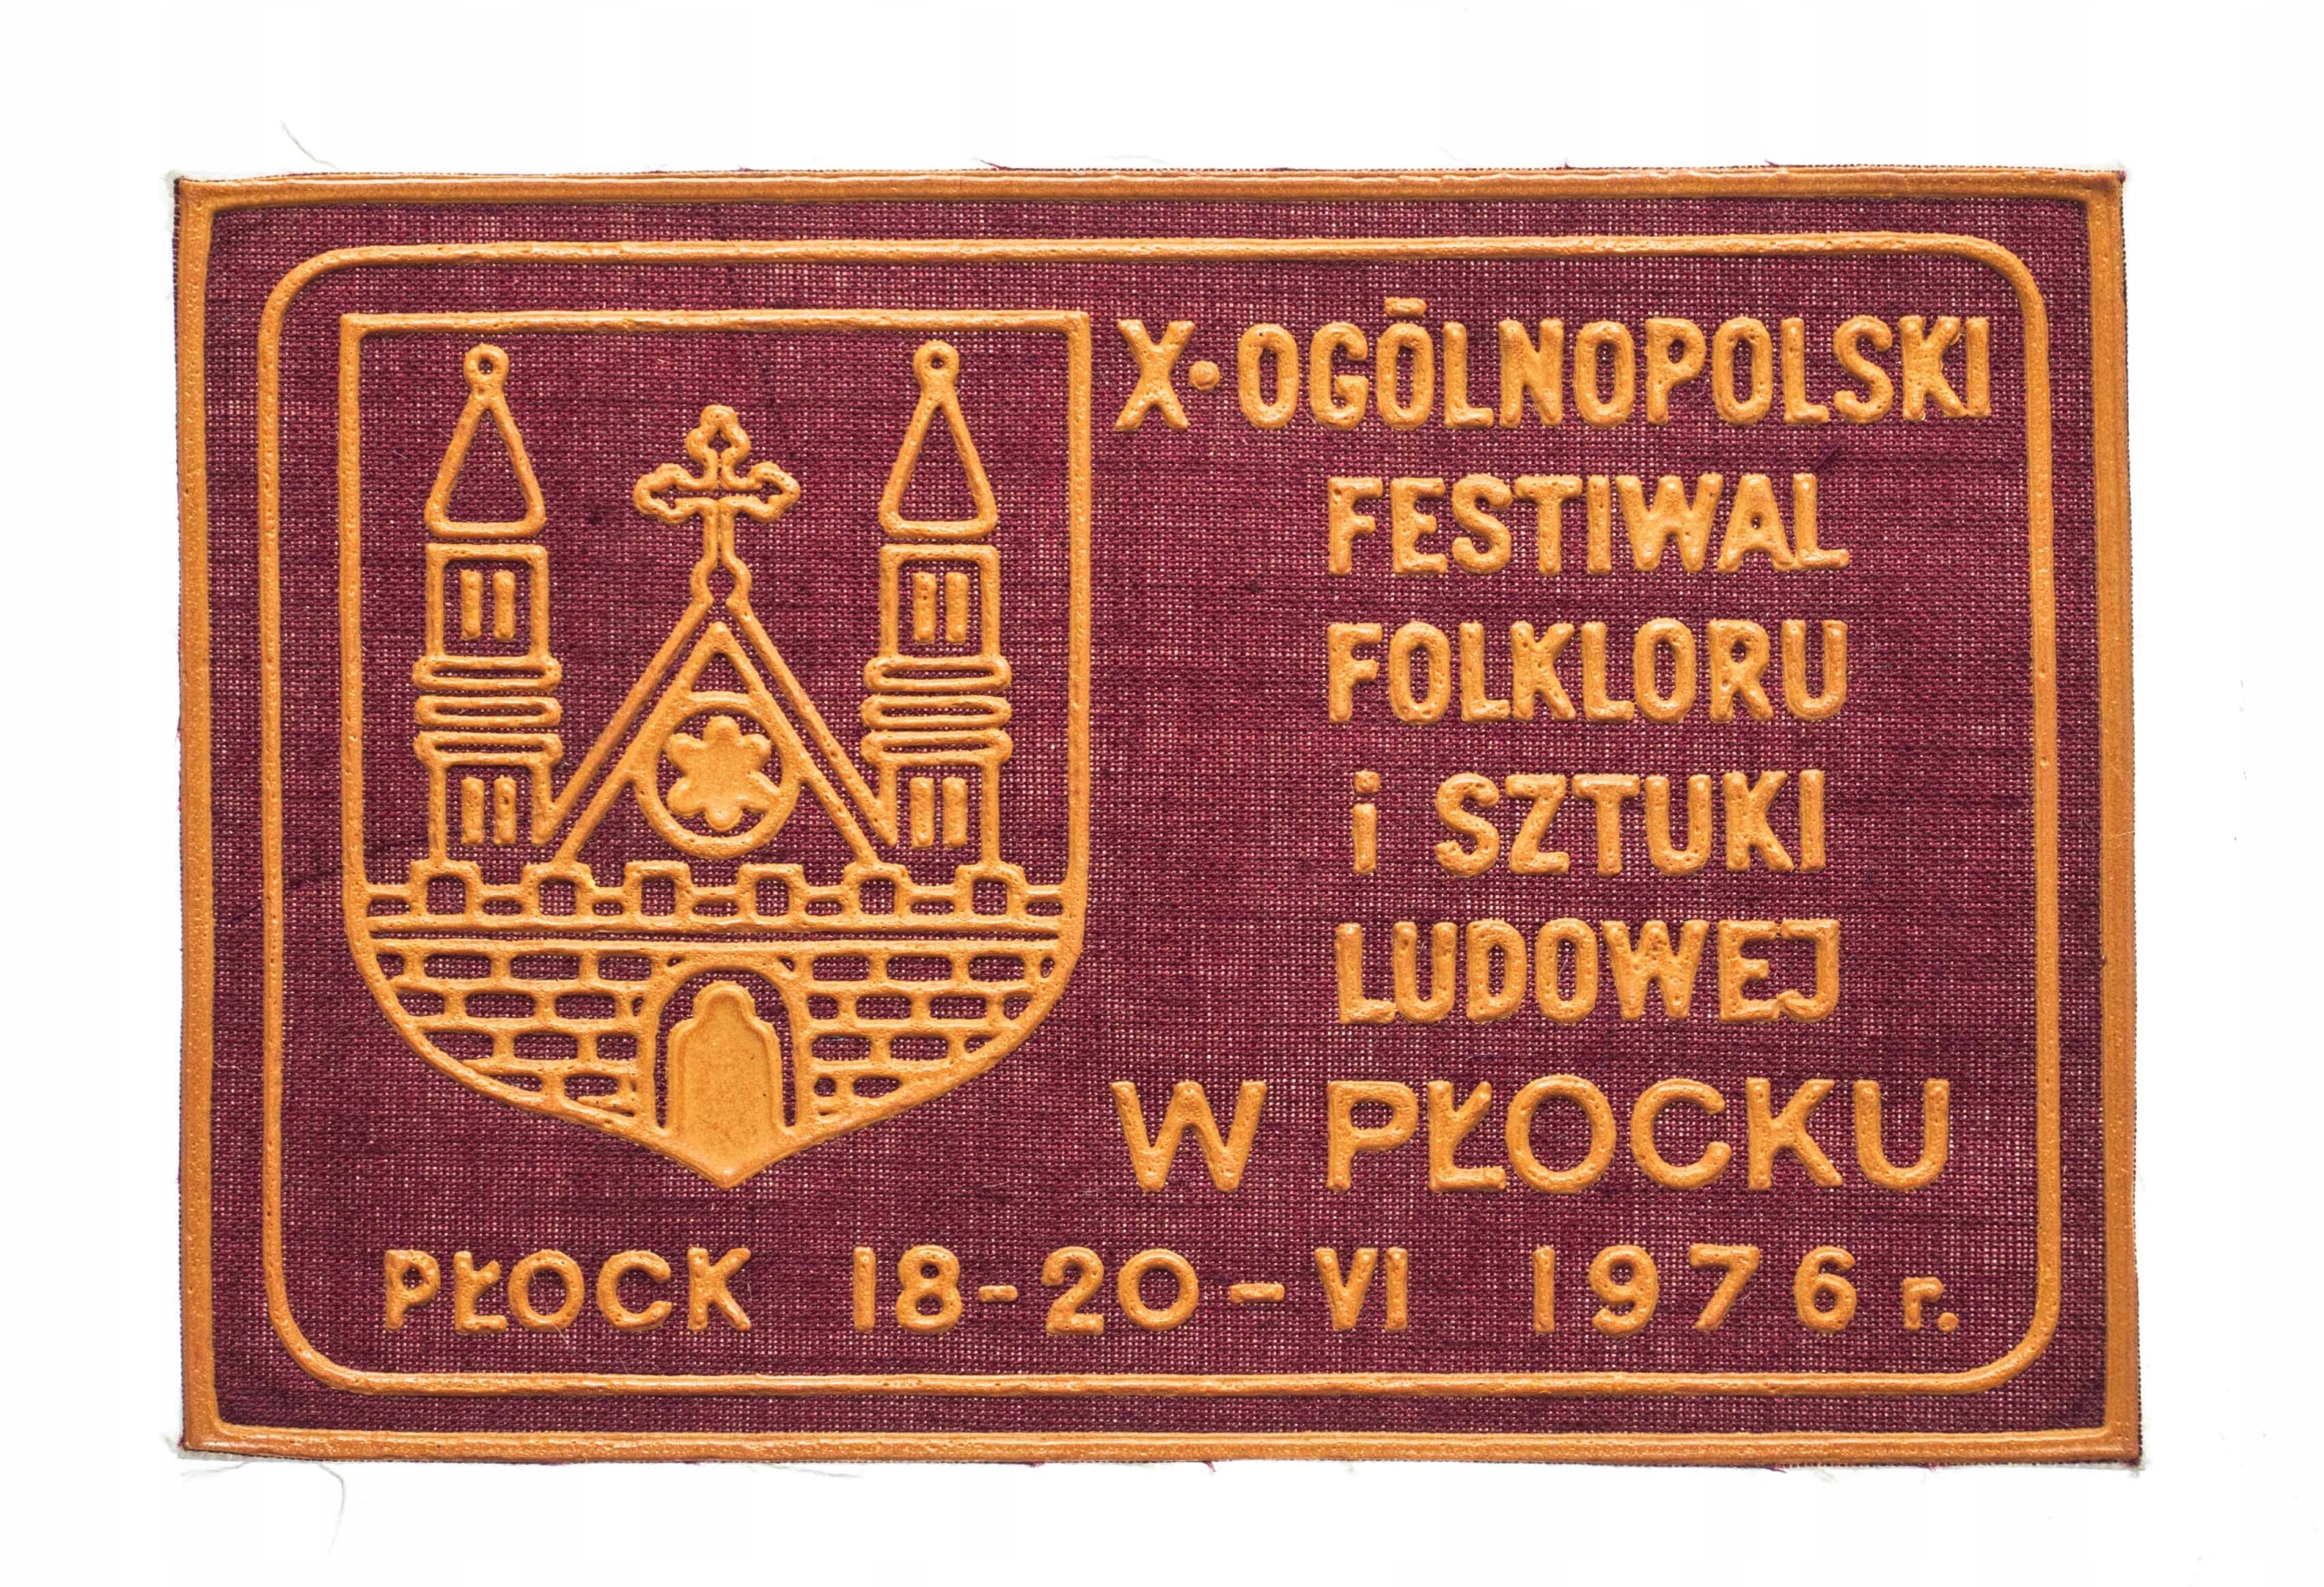 X·OGÓLNOPOLSKI
FESTIWAL
FOLKLORU
i SZTUKI
LUDOWEJ
W PŁOCKU
PŁOCK 18-20-VI 1976 r.